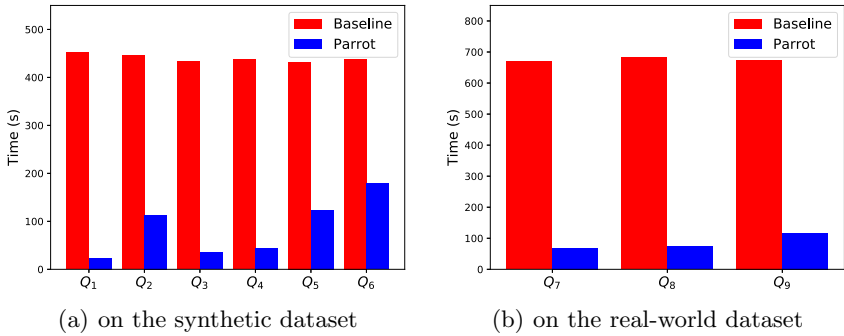 Baseline
Parrot
Time (s)
500
400
300
200
100
0
Q1 Q2 Q3 Q4 Q5 Q6
(a) on the synthetic dataset
Baseline
Parrot
Time (s)
800
700
600
500
400
300
200
100
0
Q7 Q8 Q9
(b) on the real-world dataset